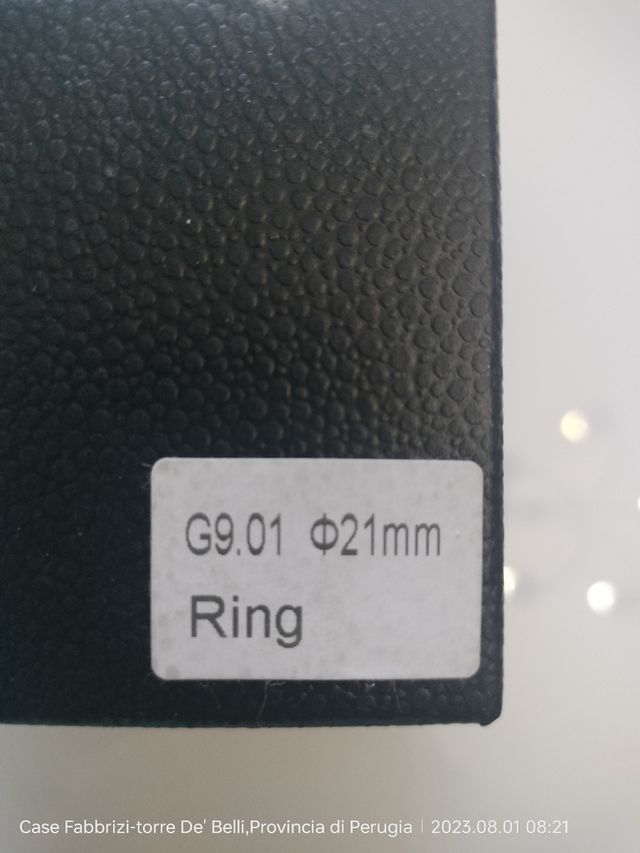 G9.01 Φ21mm
Ring
Case Fabbrizi-torre De' Belli,Provincia di Perugia | 2023.08.01 08:21